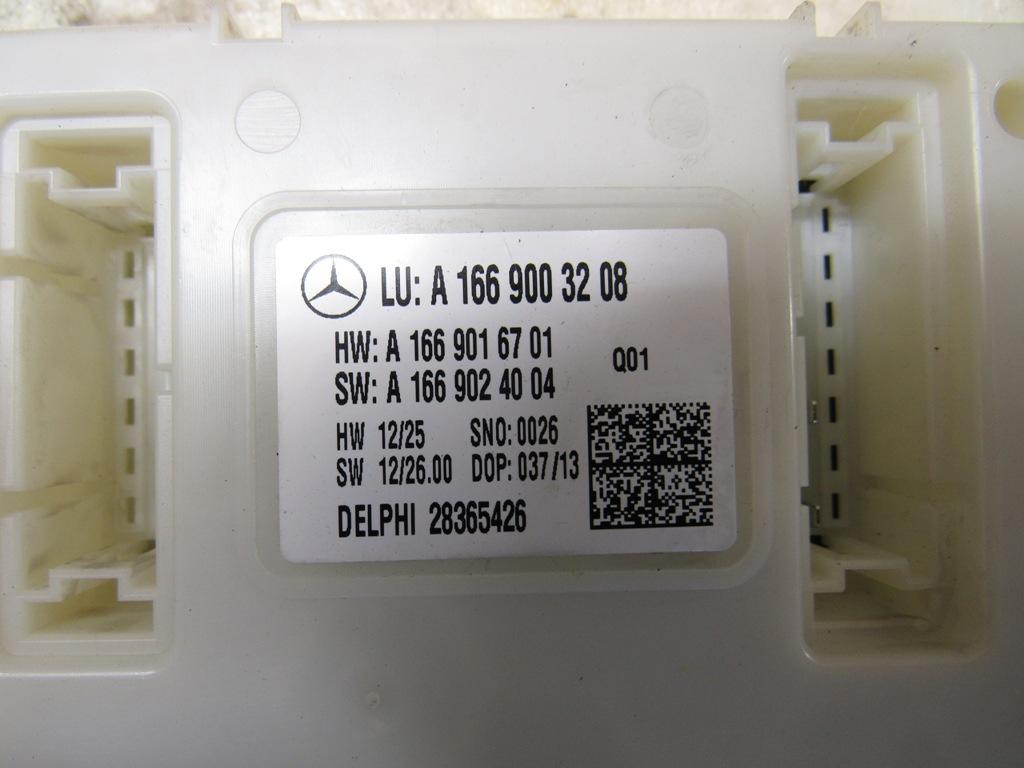 LU: A 166 900 32 08
HW: A 166 901 67 01
SW: A 166 902 40 04
Q01
HW 12/25 SNO: 0026
SW 12/26.00 DOP: 037/13
DELPHI 28365426